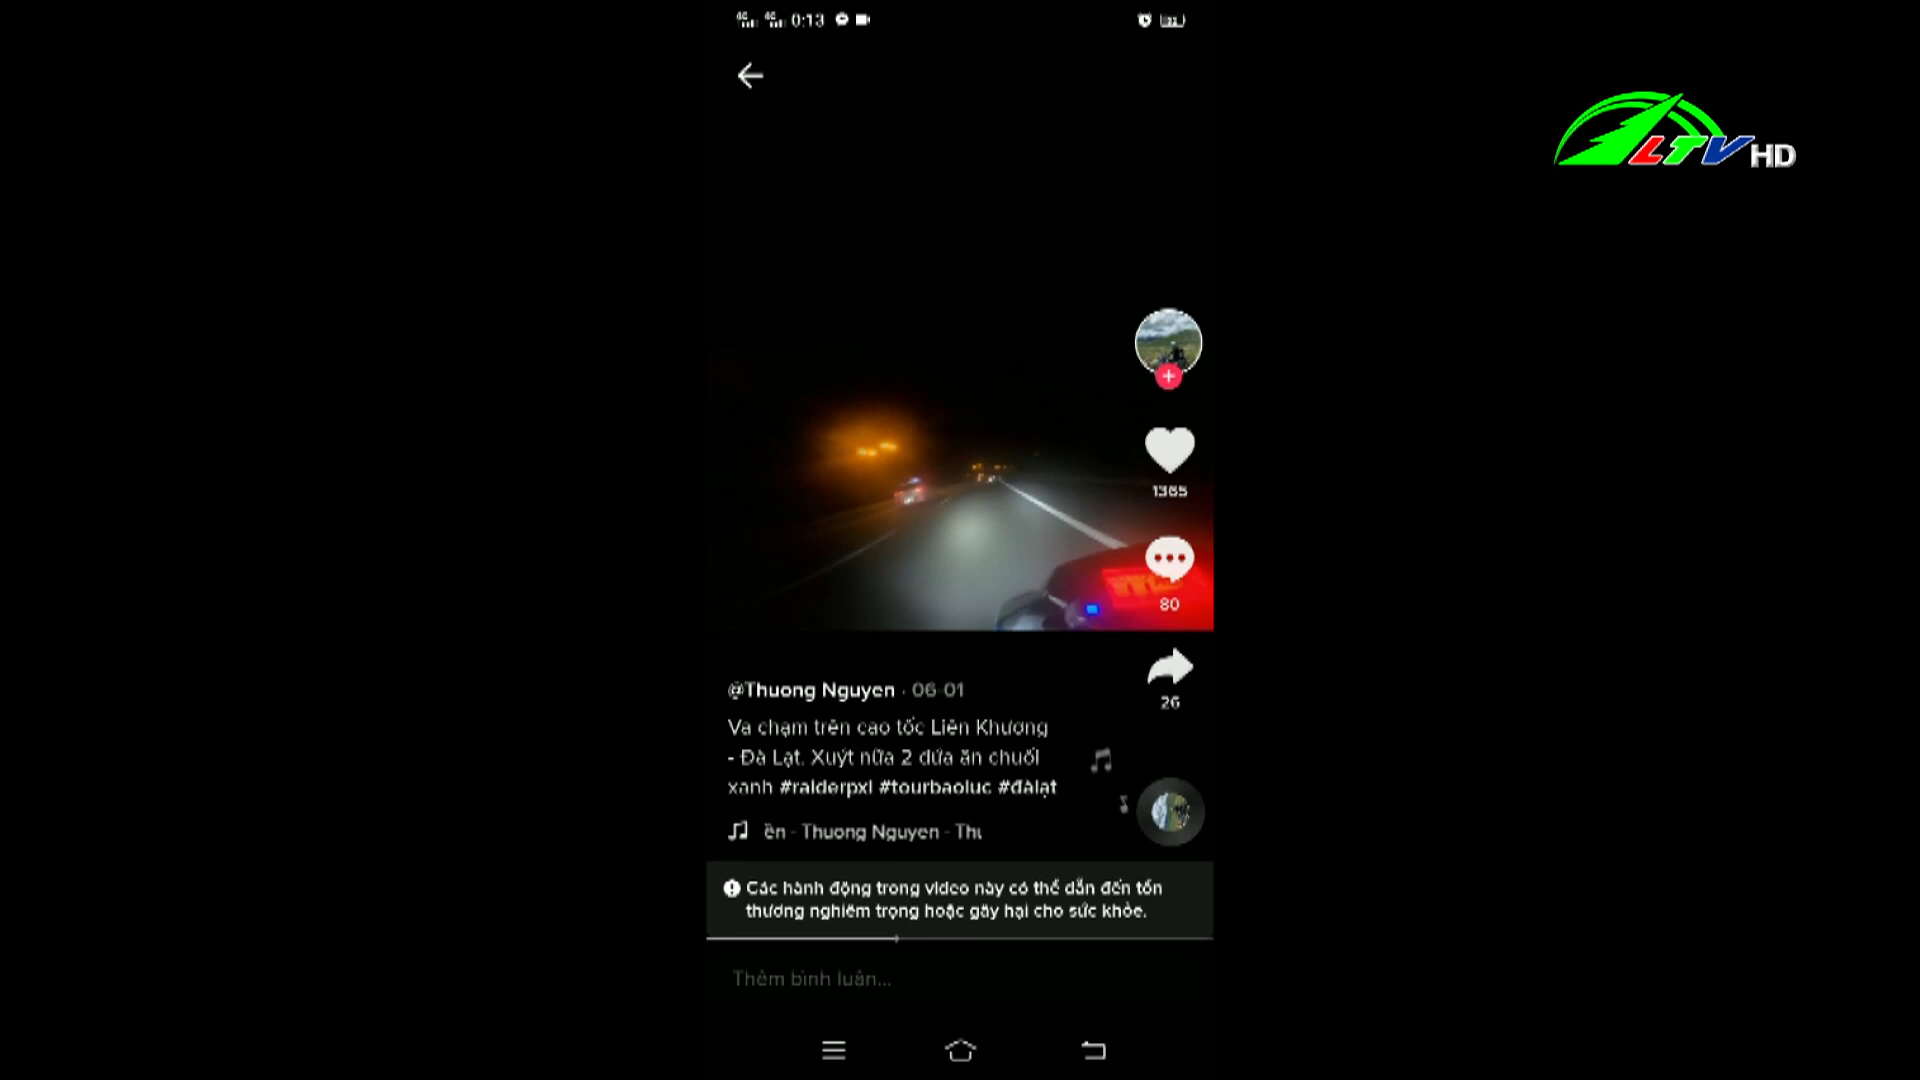 0:13
LTV HD
1365
80
@Thuong Nguyen · 06-01
26
Va chạm trên cao tốc Liên Khương
- Đà Lạt. Xuýt nữa 2 đứa ăn chuối
xanh #raiderpxl #tourbaoluc #đàlạt
ền - Thuong Nguyen - Thu
Các hành động trong video này có thể dẫn đến tổn
thương nghiêm trọng hoặc gây hại cho sức khỏe.
Thêm bình luận...